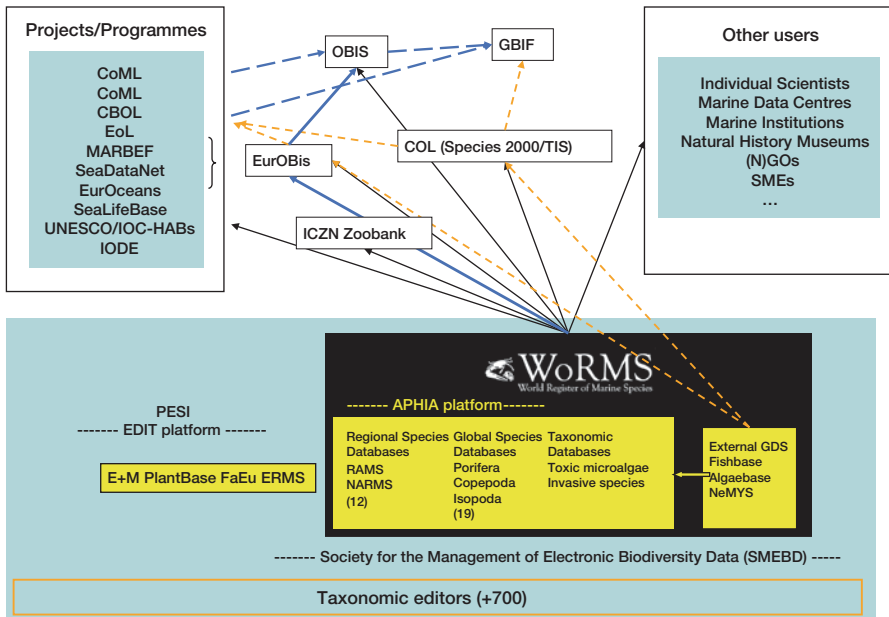 Projects/Programmes
CoML
CoML
CBOL
EoL
MARBEF
SeaDataNet
EurOceans
SeaLifeBase
UNESCO/IOC-HABs
IODE
OBIS
GBIF
EurOBis
COL (Species 2000/TIS)
ICZN Zoobank
Other users
Individual Scientists
Marine Data Centres
Marine Institutions
Natural History Museums
(N)GOs
SMEs
...
WoRMS
World Register of Marine Species
------- APHIA platform-------
PESI
------- EDIT platform -------
E+M PlantBase FaEu ERMS
Regional Species
Databases
RAMS
NARMS
(12)
Global Species
Databases
Porifera
Copepoda
Isopoda
(19)
Taxonomic
Databases
Toxic microalgae
Invasive species
External GDS
Fishbase
Algaebase
NeMYS
------- Society for the Management of Electronic Biodiversity Data (SMEBD) -----
Taxonomic editors (+700)